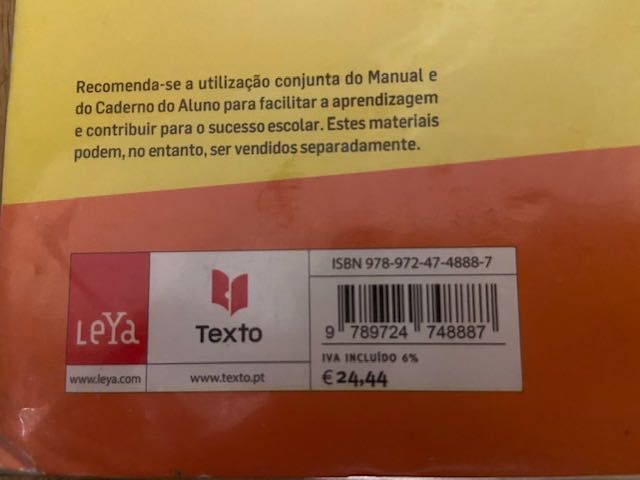 Recomenda-se a utilização conjunta do Manual e
do Caderno do Aluno para facilitar a aprendizagem
e contribuir para o sucesso escolar. Estes materiais
podem, no entanto, ser vendidos separadamente.
LeYa
www.leya.com
Texto
www.texto.pt
ISBN 978-972-47-4888-7
9 789724 748887
IVA INCLUÍDO 6%
€24,44